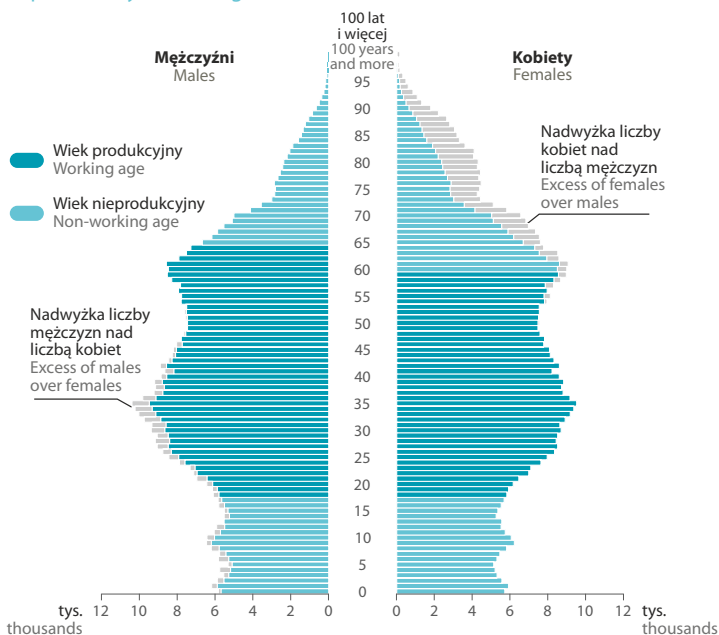 100 lat
i więcej
100 years
and more
Mężczyźni
Males
Kobiety
Females
95
90
85
80
75
70
65
60
55
50
45
40
35
30
25
20
15
10
5
0
Wiek produkcyjny
Working age
Wiek nieprodukcyjny
Non-working age
Nadwyżka liczby
kobiet nad
liczbą mężczyzn
Excess of females
over males
Nadwyżka liczby
mężczyzn nad
liczbą kobiet
Excess of males
over females
tys.
thousands
12 10 8 6 4 2 0
0 2 4 6 8 10 12
tys.
thousands